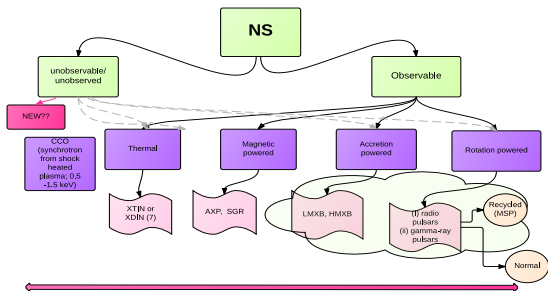 NS
unobservable/
unobserved
Observable
NEW??
CCO
(synchrotron
from shock
heated
plasma; 0.5
-1.5 keV)
Thermal
Magnetic
powered
Accretion
powered
Rotation powered
XTIN or
XDIN (7)
AXP, SGR
LMXB, HMXB
(i) radio
pulsars
(ii) gamma-ray
pulsars
Recycled
(MSP)
Normal